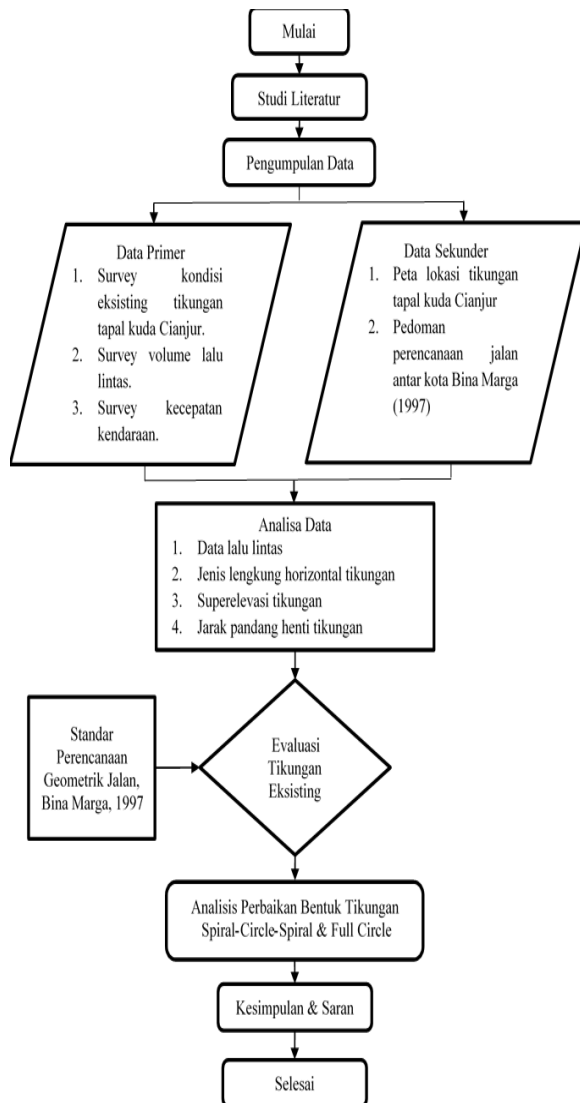 Mulai
Studi Literatur
Pengumpulan Data
Data Primer
1. Survey kondisi
eksisting tikungan
tapal kuda Cianjur.
2. Survey volume lalu
lintas.
3. Survey kecepatan
kendaraan.
Data Sekunder
1. Peta lokasi tikungan
tapal kuda Cianjur
2. Pedoman
perencanaan jalan
antar kota Bina Marga
(1997)
Analisa Data
1. Data lalu lintas
2. Jenis lengkung horizontal tikungan
3. Superelevasi tikungan
4. Jarak pandang henti tikungan
Standar
Perencanaan
Geometrik Jalan,
Bina Marga, 1997
Evaluasi
Tikungan
Eksisting
Analisis Perbaikan Bentuk Tikungan
Spiral-Circle-Spiral & Full Circle
Kesimpulan & Saran
Selesai